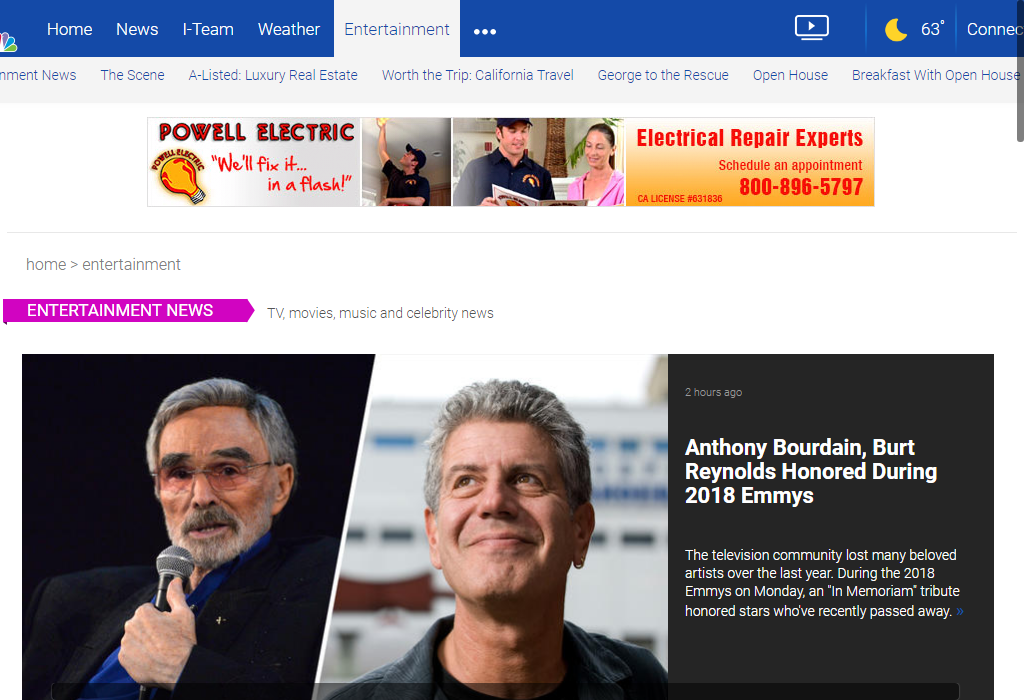 Home News I-Team Weather Entertainment •••
63° Connec
nment News The Scene A-Listed: Luxury Real Estate Worth the Trip: California Travel George to the Rescue Open House Breakfast With Open House
POWELL ELECTRIC
POWELL ELECTRIC
"We'll fix it...
in a flash!"
Electrical Repair Experts
Schedule an appointment
800-896-5797
CA LICENSE #631836
home > entertainment
ENTERTAINMENT NEWS
TV, movies, music and celebrity news
2 hours ago
Anthony Bourdain, Burt
Reynolds Honored During
2018 Emmys
The television community lost many beloved
artists over the last year. During the 2018
Emmys on Monday, an "In Memoriam" tribute
honored stars who've recently passed away. »